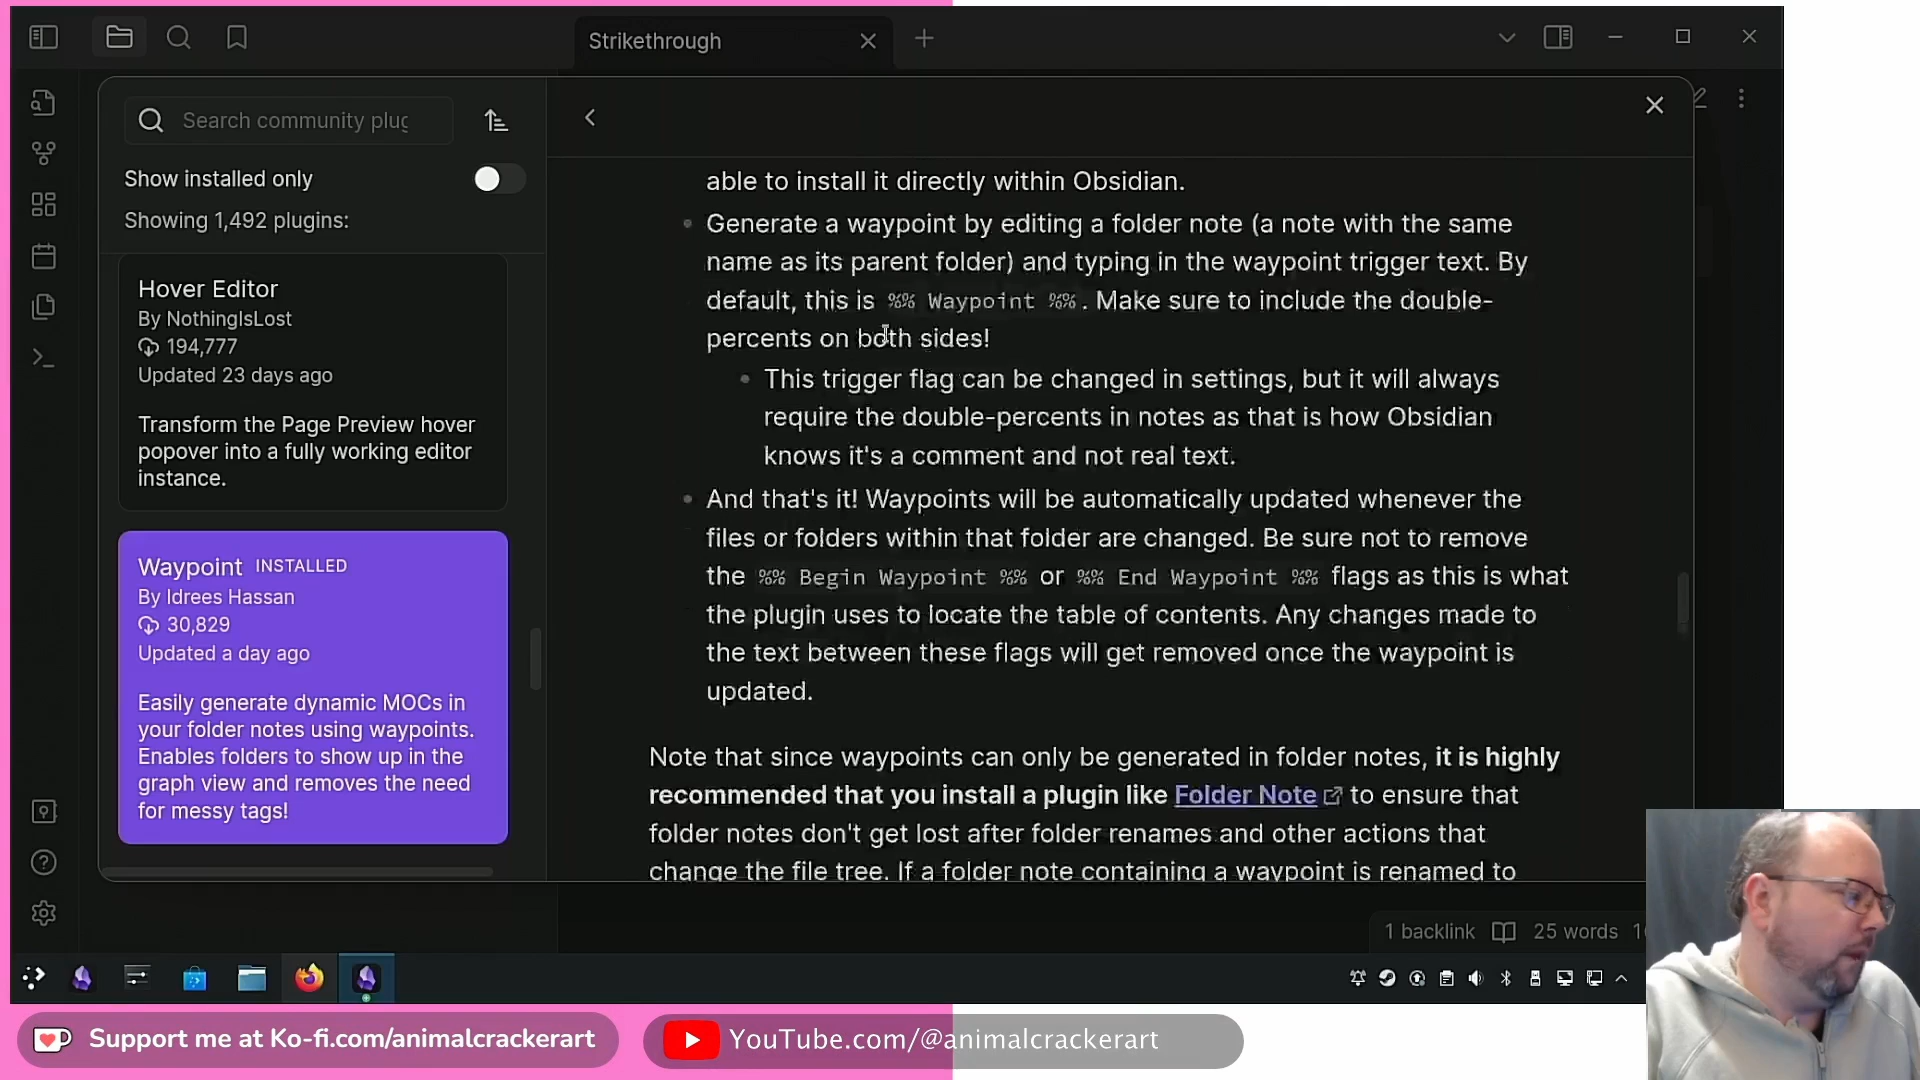 Strikethrough
Search community plug
Show installed only
Showing 1,492 plugins:
Hover Editor
By NothingIsLost
194,777
Updated 23 days ago
Transform the Page Preview hover
popover into a fully working editor
instance.
Waypoint INSTALLED
By Idrees Hassan
30,829
Updated a day ago
Easily generate dynamic MOCs in
your folder notes using waypoints.
Enables folders to show up in the
graph view and removes the need
for messy tags!
able to install it directly within Obsidian.
Generate a waypoint by editing a folder note (a note with the same
name as its parent folder) and typing in the waypoint trigger text. By
default, this is %% Waypoint %%. Make sure to include the double-
percents on both sides!
This trigger flag can be changed in settings, but it will always
require the double-percents in notes as that is how Obsidian
knows it's a comment and not real text.
And that's it! Waypoints will be automatically updated whenever the
files or folders within that folder are changed. Be sure not to remove
the %% Begin Waypoint %% or %% End Waypoint %% flags as this is what
the plugin uses to locate the table of contents. Any changes made to
the text between these flags will get removed once the waypoint is
updated.
Note that since waypoints can only be generated in folder notes, it is highly
recommended that you install a plugin like Folder Note to ensure that
folder notes don't get lost after folder renames and other actions that
change the file tree. If a folder note containing a waypoint is renamed to
1 backlink 25 words
Support me at Ko-fi.com/animalcrackerart
YouTube.com/@animalcrackerart